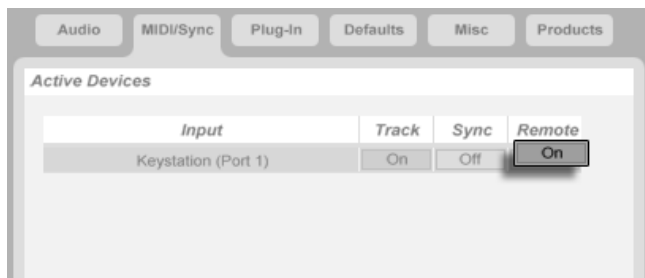 Audio MIDI/Sync Plug-In Defaults Misc Products
Active Devices
Input Track Sync Remote
Keystation (Port 1) On Off On